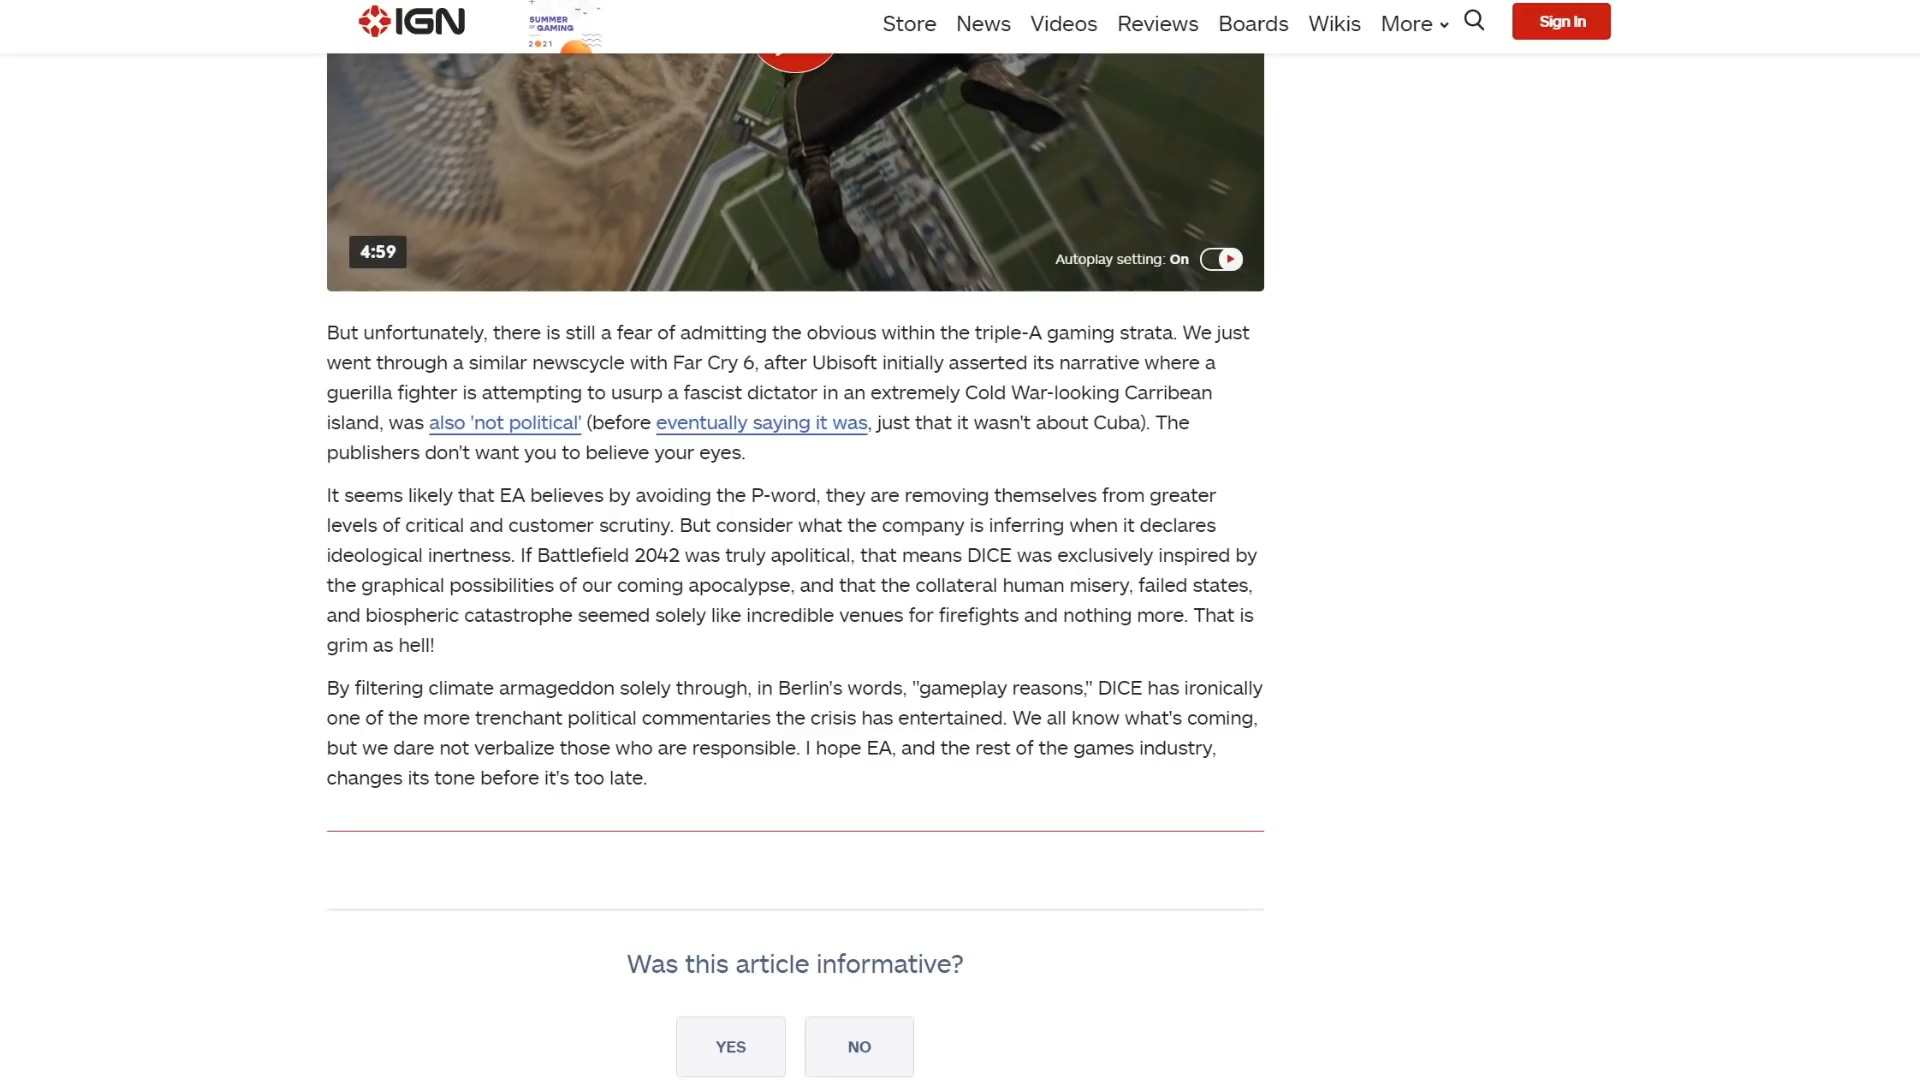 IGN
SUMMER
OF GAMING
2021
Store News Videos Reviews Boards Wikis More
Sign In
4:59
Autoplay setting: On
But unfortunately, there is still a fear of admitting the obvious within the triple-A gaming strata. We just
went through a similar newscycle with Far Cry 6, after Ubisoft initially asserted its narrative where a
guerilla fighter is attempting to usurp a fascist dictator in an extremely Cold War-looking Carribean
island, was also 'not political' (before eventually saying it was, just that it wasn't about Cuba). The
publishers don't want you to believe your eyes.
It seems likely that EA believes by avoiding the P-word, they are removing themselves from greater
levels of critical and customer scrutiny. But consider what the company is inferring when it declares
ideological inertness. If Battlefield 2042 was truly apolitical, that means DICE was exclusively inspired by
the graphical possibilities of our coming apocalypse, and that the collateral human misery, failed states,
and biospheric catastrophe seemed solely like incredible venues for firefights and nothing more. That is
grim as hell!
By filtering climate armageddon solely through, in Berlin's words, "gameplay reasons," DICE has ironically
one of the more trenchant political commentaries the crisis has entertained. We all know what's coming,
but we dare not verbalize those who are responsible. I hope EA, and the rest of the games industry,
changes its tone before it's too late.
Was this article informative?
YES NO